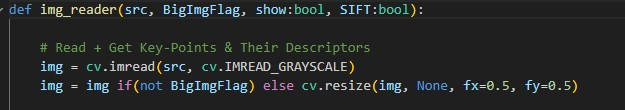 def img_reader(src, BigImgFlag, show:bool, SIFT:bool):
# Read + Get Key-Points & Their Descriptors
img = cv.imread(src, cv.IMREAD_GRAYSCALE)
img = img if(not BigImgFlag) else cv.resize(img, None, fx=0.5, fy=0.5)